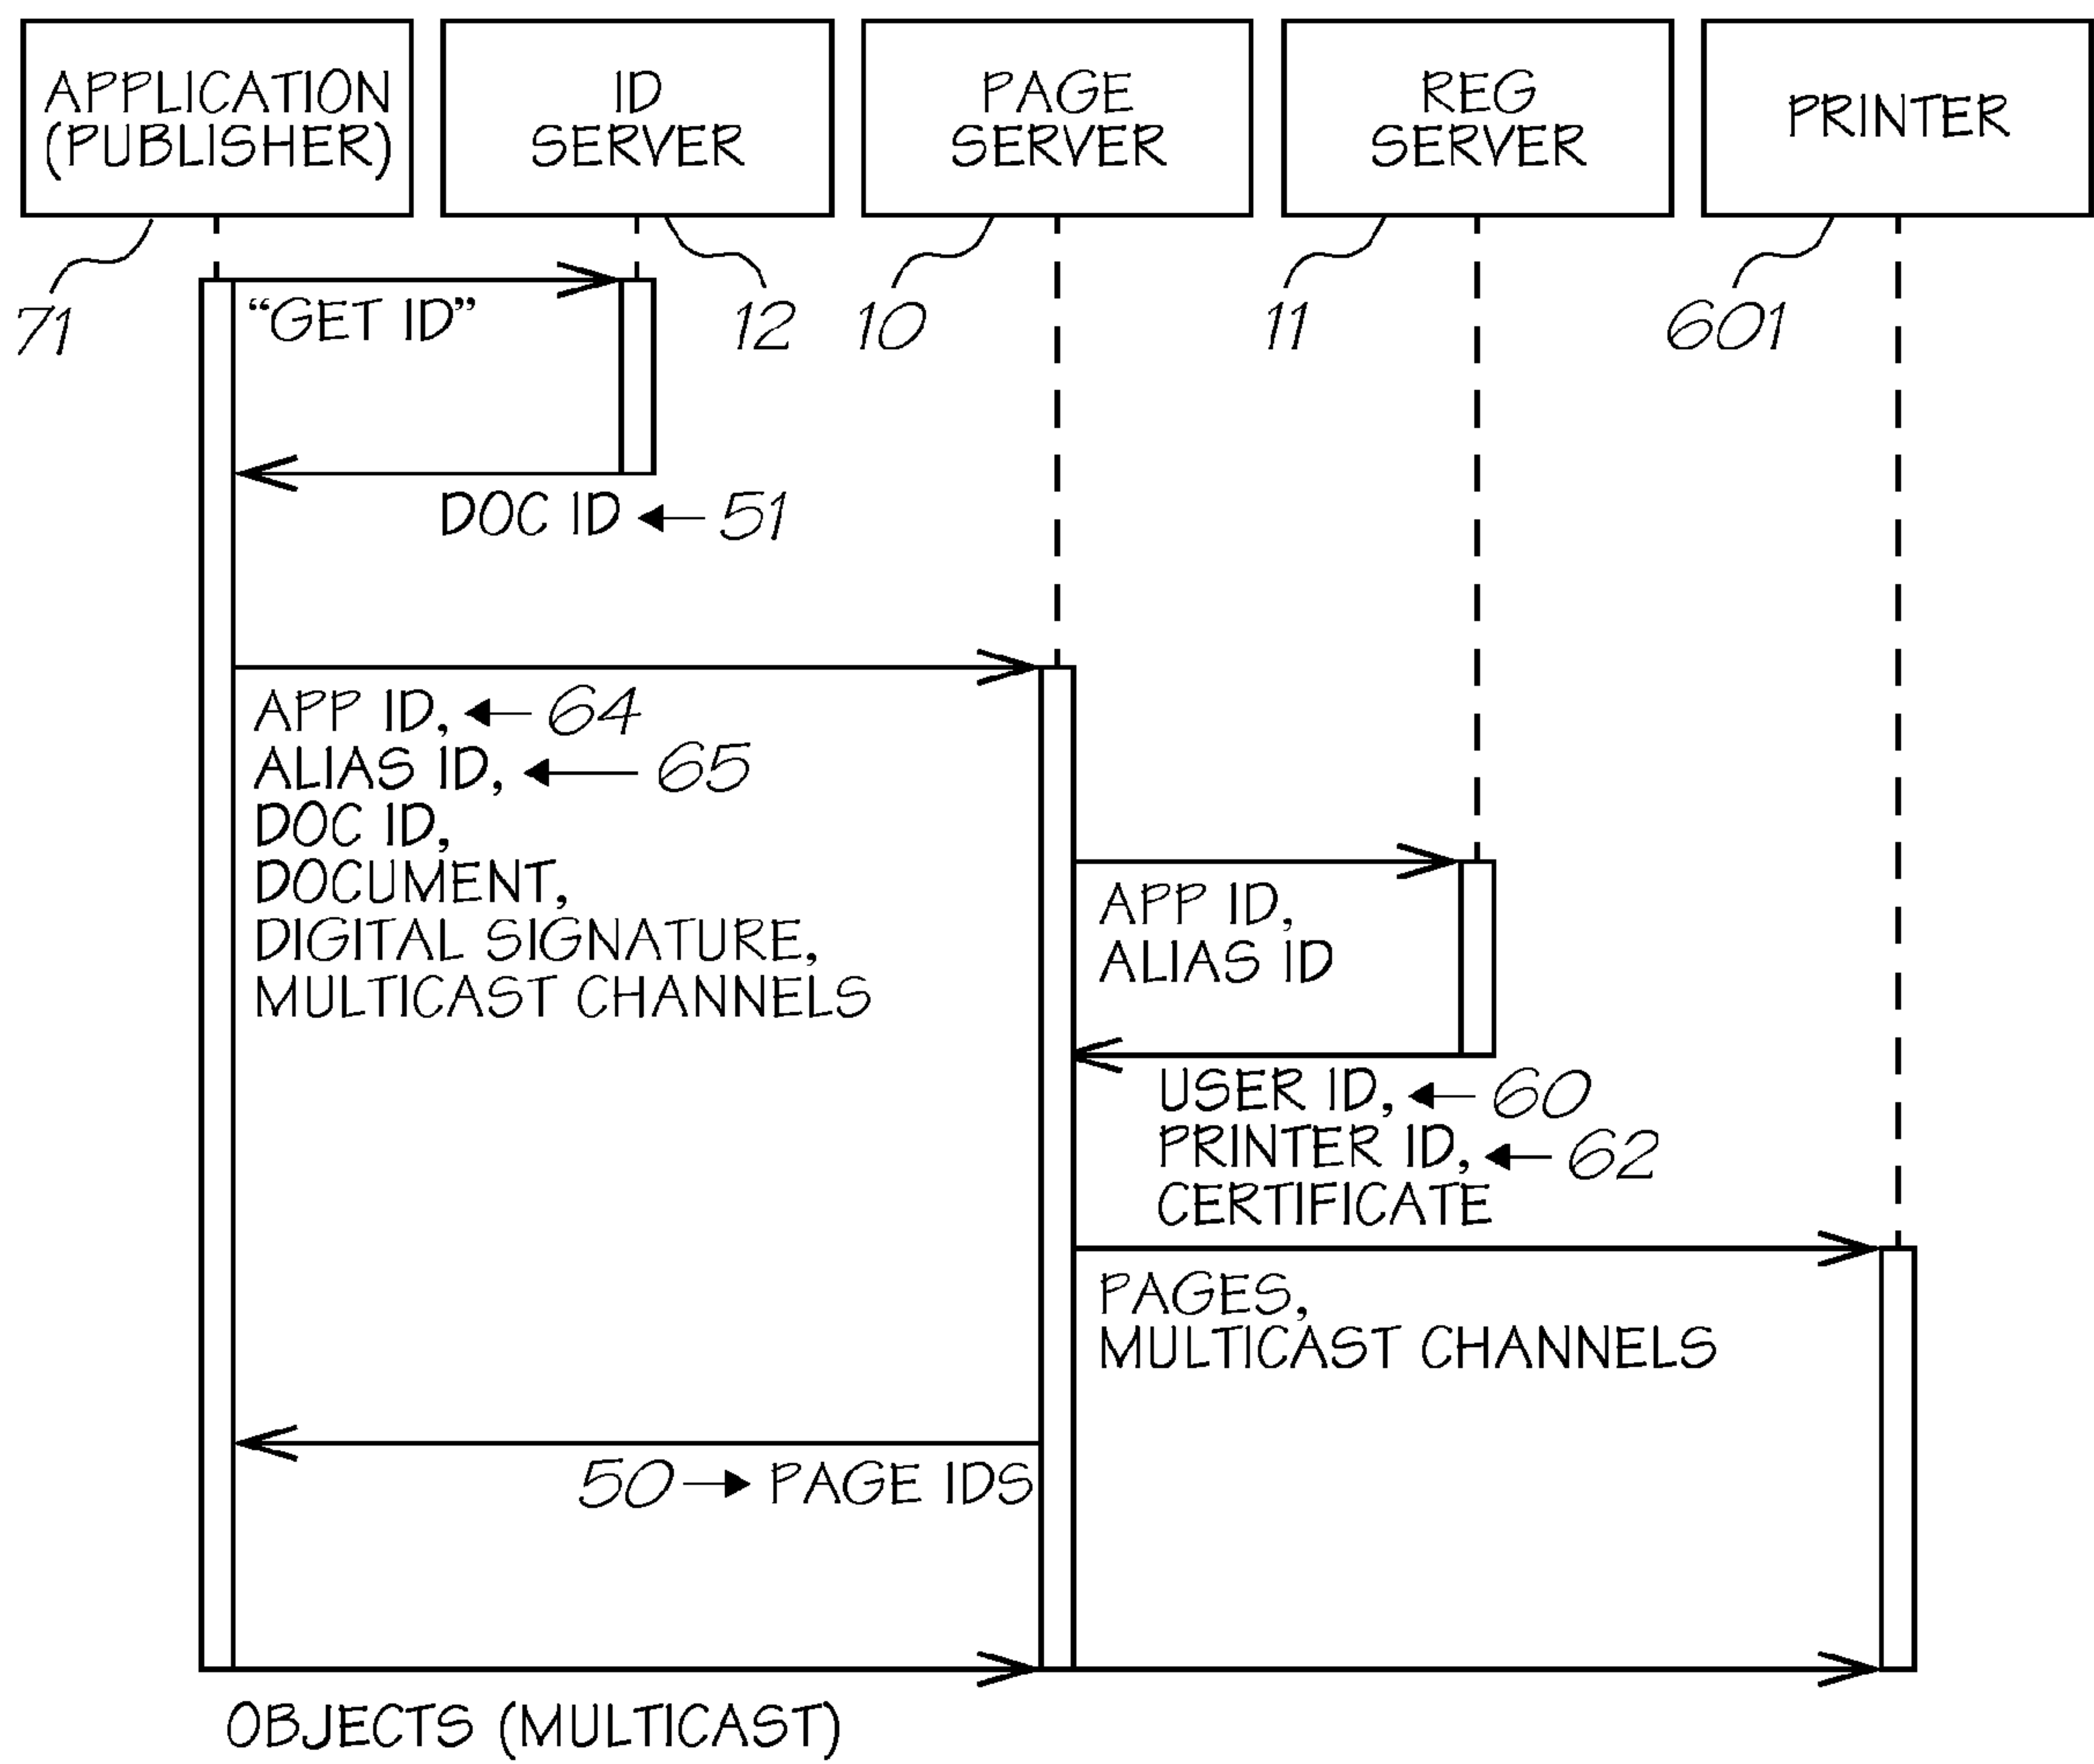 APPLICATION
(PUBLISHER)
ID
SERVER
PAGE
SERVER
REG
SERVER
PRINTER
71
12
10
11
601
“GET ID”
DOC ID 51
APP ID, 64
ALIAS ID, 65
DOC ID,
DOCUMENT,
DIGITAL SIGNATURE,
MULTICAST CHANNELS
APP ID,
ALIAS ID
USER ID, 60
PRINTER ID, 62
CERTIFICATE
PAGES,
MULTICAST CHANNELS
50 PAGE IDS
OBJECTS (MULTICAST)